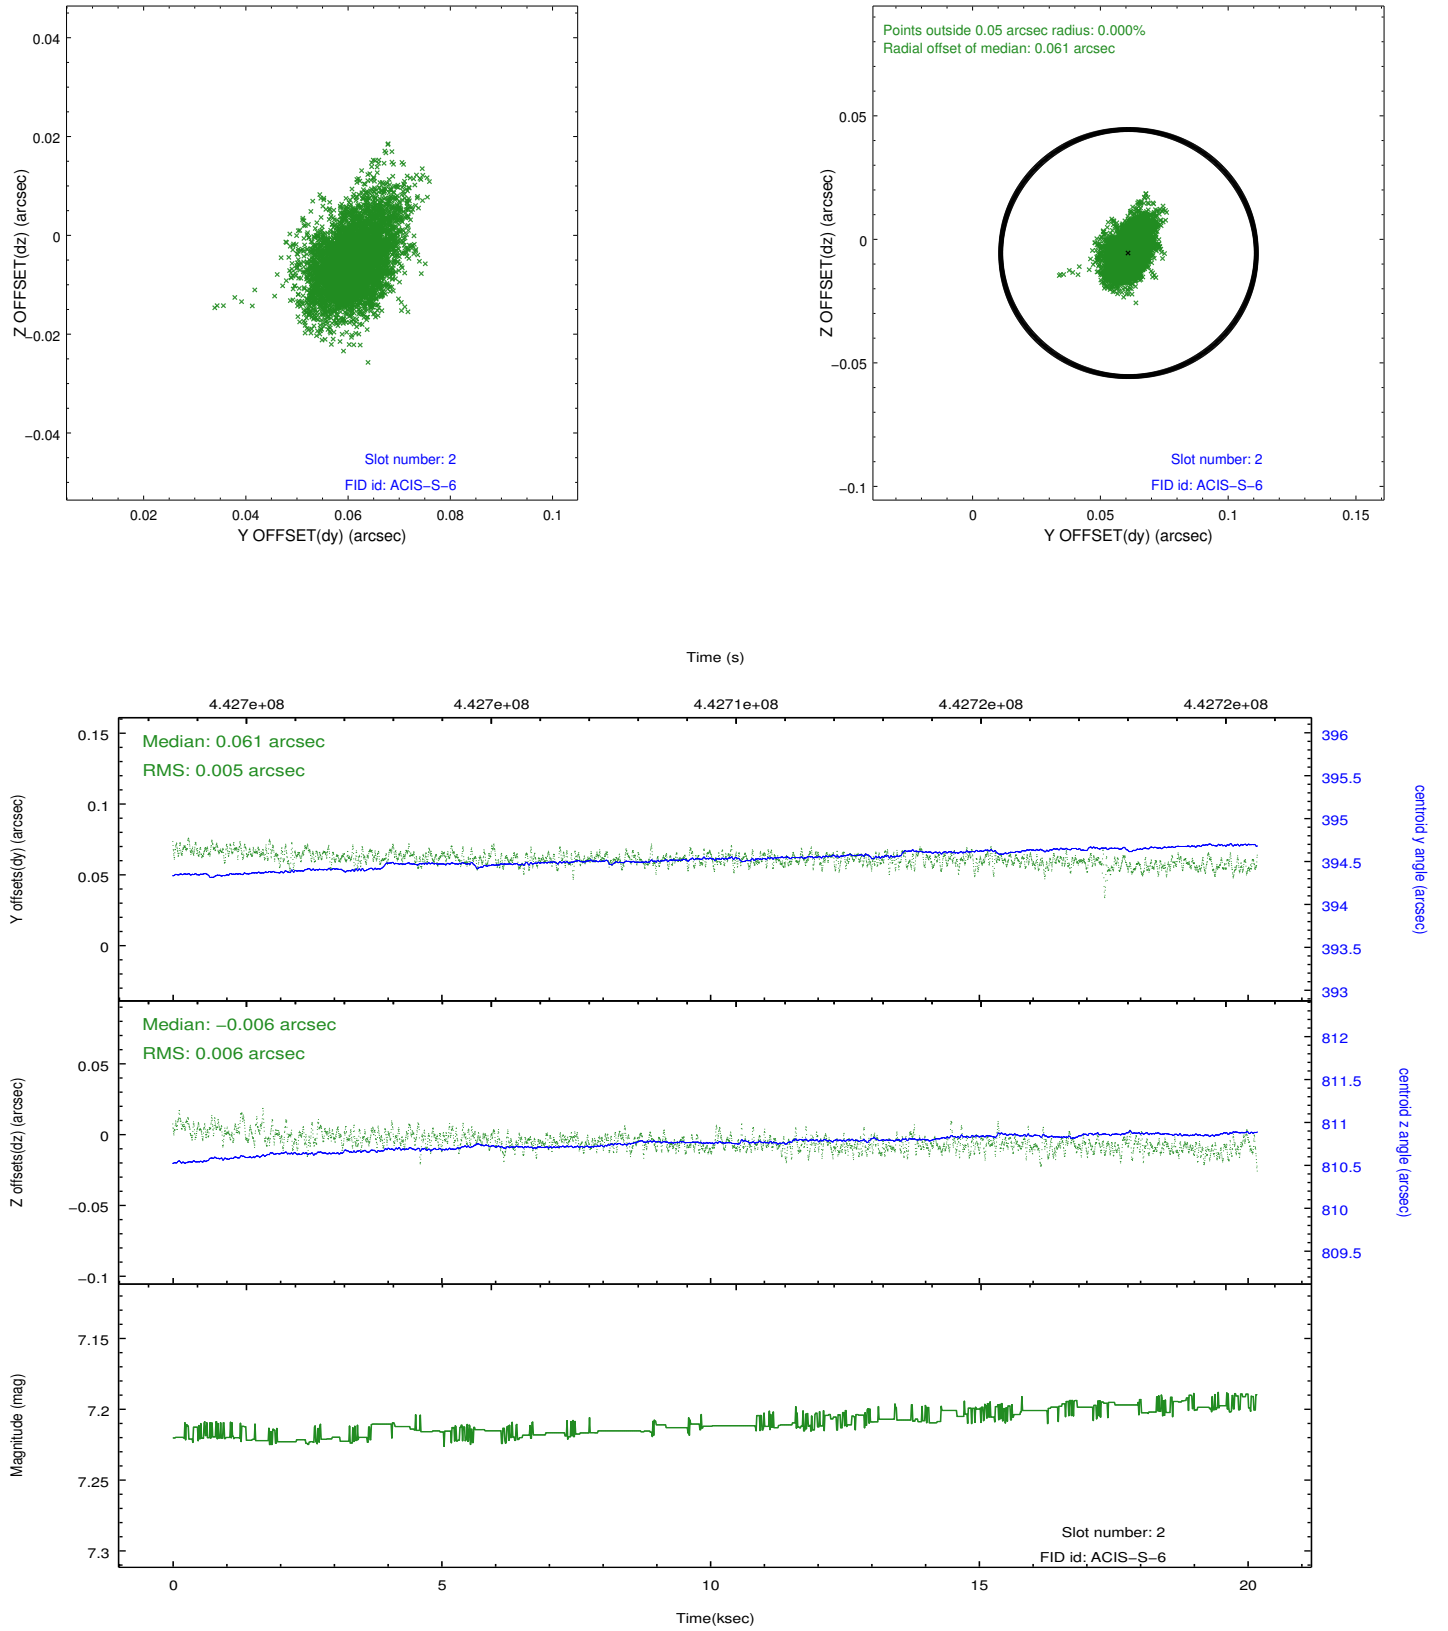 0.04
0.02
0
−0.02
−0.04
Z OFFSET(dz) (arcsec)
Slot number: 2
FID id: ACIS−S−6
0.02
0.04
0.06
0.08
0.1
Y OFFSET(dy) (arcsec)
Points outside 0.05 arcsec radius: 0.000%
Radial offset of median: 0.061 arcsec
0.05
0
−0.05
−0.1
Z OFFSET(dz) (arcsec)
Slot number: 2
FID id: ACIS−S−6
0
0.05
0.1
0.15
Y OFFSET(dy) (arcsec)
Time (s)
4.427e+08
4.427e+08
4.4271e+08
4.4272e+08
4.4272e+08
Median: 0.061 arcsec
RMS: 0.005 arcsec
0.15
0.1
0.05
0
Y offsets(dy) (arcsec)
396
395.5
395
394.5
394
393.5
393
centroid y angle (arcsec)
Median: −0.006 arcsec
RMS: 0.006 arcsec
0.05
0
−0.05
−0.1
Z offsets(dz) (arcsec)
812
811.5
811
810.5
810
809.5
centroid z angle (arcsec)
7.15
7.2
7.25
7.3
Magnitude (mag)
Slot number: 2
FID id: ACIS−S−6
0
5
10
15
20
Time(ksec)